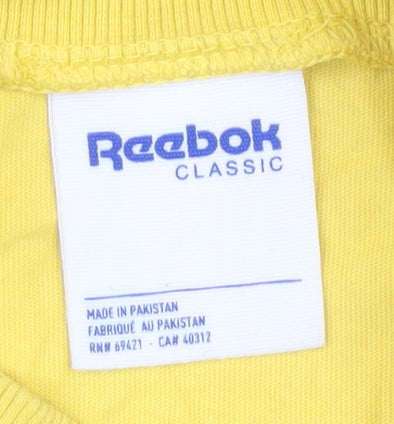 Reebok
CLASSIC
MADE IN PAKISTAN
FABRIQUÉ AU PAKISTAN
RN# 69421 - CA# 40312